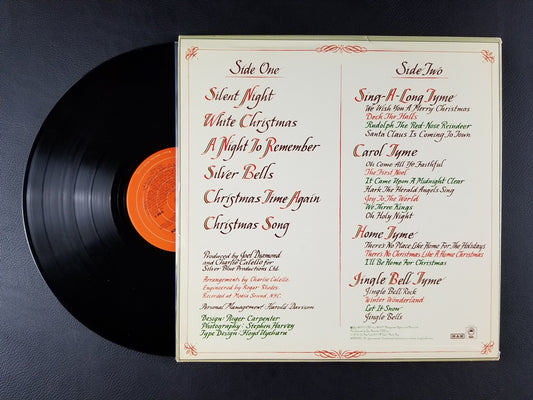 Side One
Silent Night
White Christmas
A Night To Remember
Silver Bells
Christmas Time Again
Christmas Song
Produced by Joel Diamond
and Charlie Calello for
Silver Blue Productions Ltd.
Arrangements by Charlie Calello
Engineered by Roger Rhodes
Recorded at Media Sound, NYC
Personal Management · Harold Davison
Design · Roger Carpenter
Photography · Stephen Harvey
Type Design · Floyd
Side Two
Sing-A-Long Tyme
We Wish You A Merry Christmas
Deck The Halls
Rudolph The Red-Nose Reindeer
Santa Claus Is Coming To Town
Carol Tyme
Oh Come All Ye Faithful
The First Noel
It Came Upon A Midnight Clear
Hark The Herald Angels Sing
Joy To The World
We Three Kings
Oh Holy Night
Home Tyme
There's No Place Like Home For The Holidays
There's No Christmas Like A Home Christmas
I'll Be Home For Christmas
Jingle Bell Tyme
Jingle Bell Rock
Winter Wonderland
Let It Snow
Jingle Bells
MAM